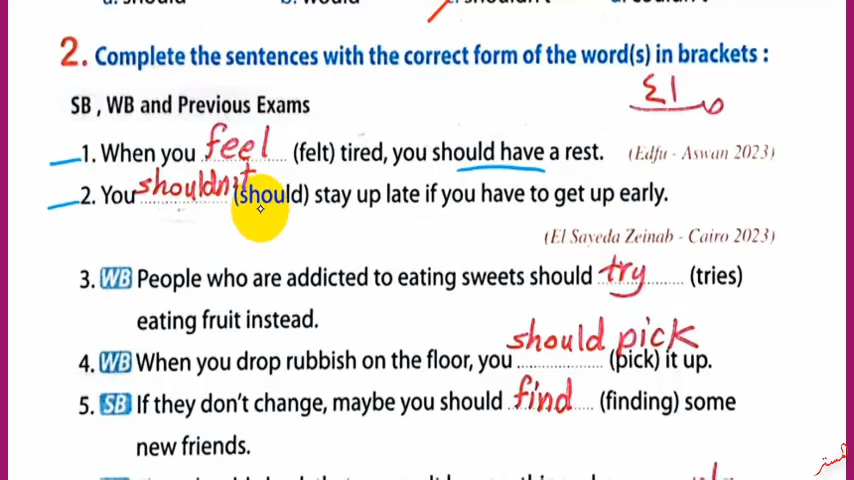 2. Complete the sentences with the correct form of the word(s) in brackets :
SB , WB and Previous Exams
٤١ ص
1. When you feel (felt) tired, you should have a rest. (Edfu - Aswan 2023)
2. You shouldn't (should) stay up late if you have to get up early.
(El Sayeda Zeinab - Cairo 2023)
3. WB People who are addicted to eating sweets should try (tries)
eating fruit instead.
4. WB When you drop rubbish on the floor, you should pick (pick) it up.
5. SB If they don't change, maybe you should find (finding) some
new friends.